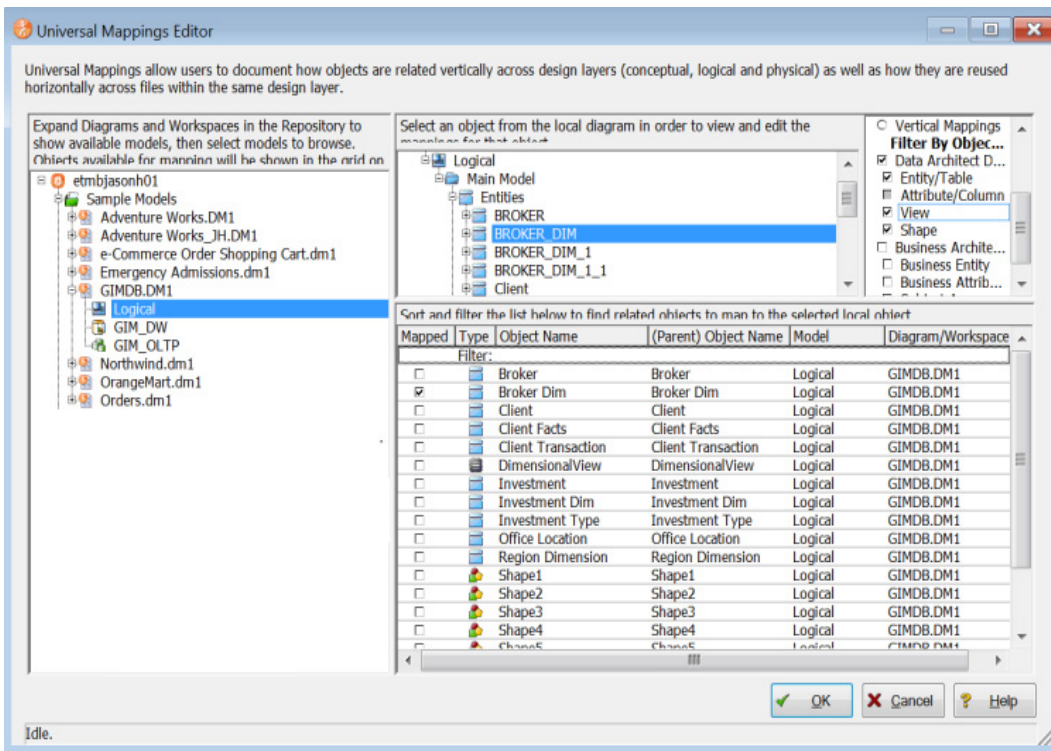 Universal Mappings Editor
Universal Mappings allow users to document how objects are related vertically across design layers (conceptual, logical and physical) as well as how they are reused
horizontally across files within the same design layer.
Expand Diagrams and Workspaces in the Repository to
show available models, then select models to browse.
Objects available for mapping will be shown in the grid on
etmbjasonh01
Sample Models
Adventure Works.DM1
Adventure Works_JH.DM1
e-Commerce Order Shopping Cart.dm1
Emergency Admissions.dm1
GIMDB.DM1
Logical
GIM_DW
GIM_OLTP
Northwind.dm1
OrangeMart.dm1
Orders.dm1
Select an object from the local diagram in order to view and edit the
mappings for that object
Logical
Main Model
Entities
BROKER
BROKER_DIM
BROKER_DIM_1
BROKER_DIM_1_1
Client
Vertical Mappings
Filter By Objec...
Data Architect D...
Entity/Table
Attribute/Column
View
Shape
Business Archite...
Business Entity
Business Attrib...
Sort and filter the list below to find related objects to map to the selected local object
Mapped Type Object Name (Parent) Object Name Model Diagram/Workspace
Filter:
Broker Broker Logical GIMDB.DM1
Broker Dim Broker Dim Logical GIMDB.DM1
Client Client Logical GIMDB.DM1
Client Facts Client Facts Logical GIMDB.DM1
Client Transaction Client Transaction Logical GIMDB.DM1
DimensionalView DimensionalView Logical GIMDB.DM1
Investment Investment Logical GIMDB.DM1
Investment Dim Investment Dim Logical GIMDB.DM1
Investment Type Investment Type Logical GIMDB.DM1
Office Location Office Location Logical GIMDB.DM1
Region Dimension Region Dimension Logical GIMDB.DM1
Shape1 Shape1 Logical GIMDB.DM1
Shape2 Shape2 Logical GIMDB.DM1
Shape3 Shape3 Logical GIMDB.DM1
Shape4 Shape4 Logical GIMDB.DM1
Shape5 Shape5 Logical GIMDB.DM1
OK Cancel Help
Idle.